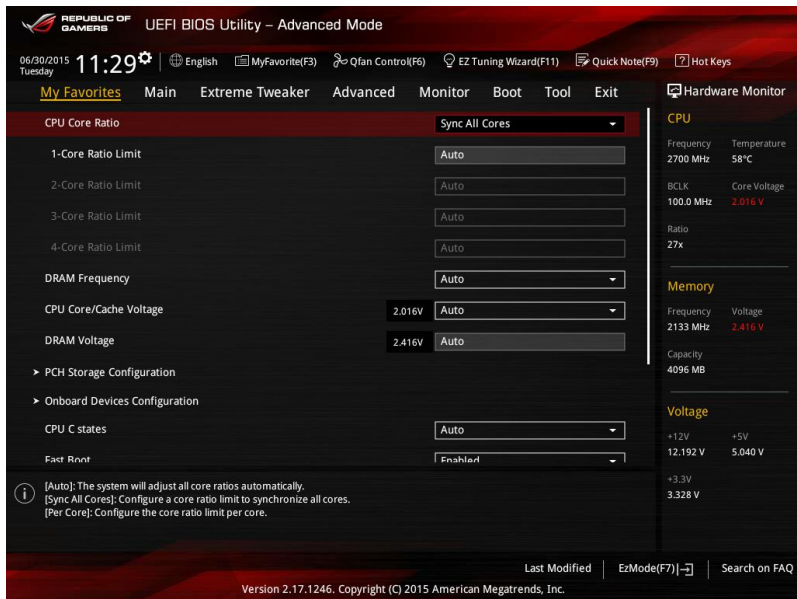 REPUBLIC OF
GAMERS
UEFI BIOS Utility – Advanced Mode
06/30/2015
Tuesday
11:29
English
MyFavorite(F3)
Qfan Control(F6)
EZ Tuning Wizard(F11)
Quick Note(F9)
? Hot Keys
My Favorites Main Extreme Tweaker Advanced Monitor Boot Tool Exit
CPU Core Ratio Sync All Cores
1-Core Ratio Limit Auto
2-Core Ratio Limit Auto
3-Core Ratio Limit Auto
4-Core Ratio Limit Auto
DRAM Frequency Auto
CPU Core/Cache Voltage 2.016V Auto
DRAM Voltage 2.416V Auto
> PCH Storage Configuration
> Onboard Devices Configuration
CPU C states Auto
Fast Boot Enabled
[Auto]: The system will adjust all core ratios automatically.
[Sync All Cores]: Configure a core ratio limit to synchronize all cores.
[Per Core]: Configure the core ratio limit per core.
Hardware Monitor
CPU
Frequency Temperature
2700 MHz 58°C
BCLK Core Voltage
100.0 MHz 2.016 V
Ratio
27x
Memory
Frequency Voltage
2133 MHz 2.416 V
Capacity
4096 MB
Voltage
+12V +5V
12.192 V 5.040 V
+3.3V
3.328 V
Last Modified EzMode(F7) Search on FAQ
Version 2.17.1246. Copyright (C) 2015 American Megatrends, Inc.